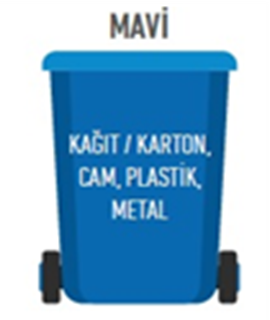 MAVİ
KAĞIT / KARTON,
CAM, PLASTİK,
METAL